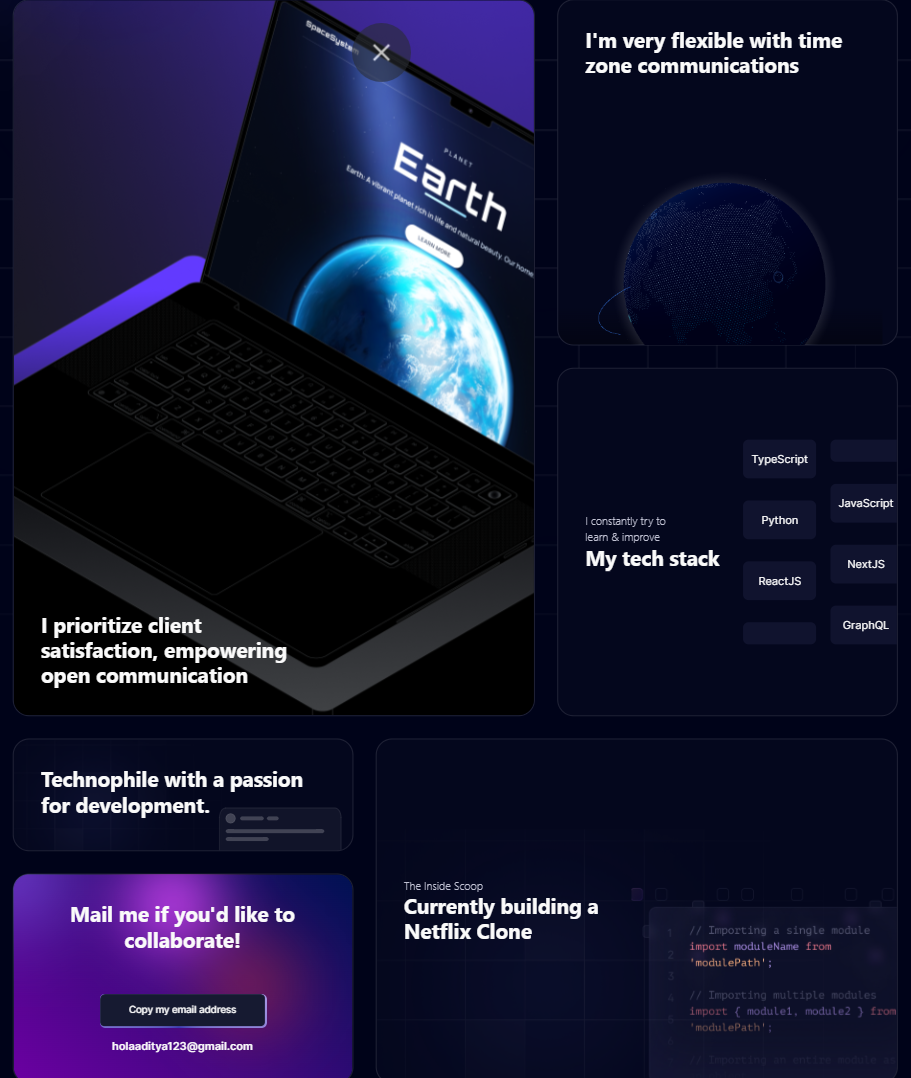 SpaceSystem
PLANET
Earth
Earth: A vibrant planet rich in life and natural beauty. Our home
LEARN MORE
I prioritize client
satisfaction, empowering
open communication
I'm very flexible with time
zone communications
I constantly try to
learn & improve
My tech stack
TypeScript
Python
ReactJS
JavaScript
NextJS
GraphQL
Technophile with a passion
for development.
Mail me if you'd like to
collaborate!
Copy my email address
holaaditya123@gmail.com
The Inside Scoop
Currently building a
Netflix Clone
1 // Importing a single module
import moduleName from
2 'modulePath';
3
4 // Importing multiple modules
5 import { module1, module2 } from
'modulePath';
6
// Importing an entire module as